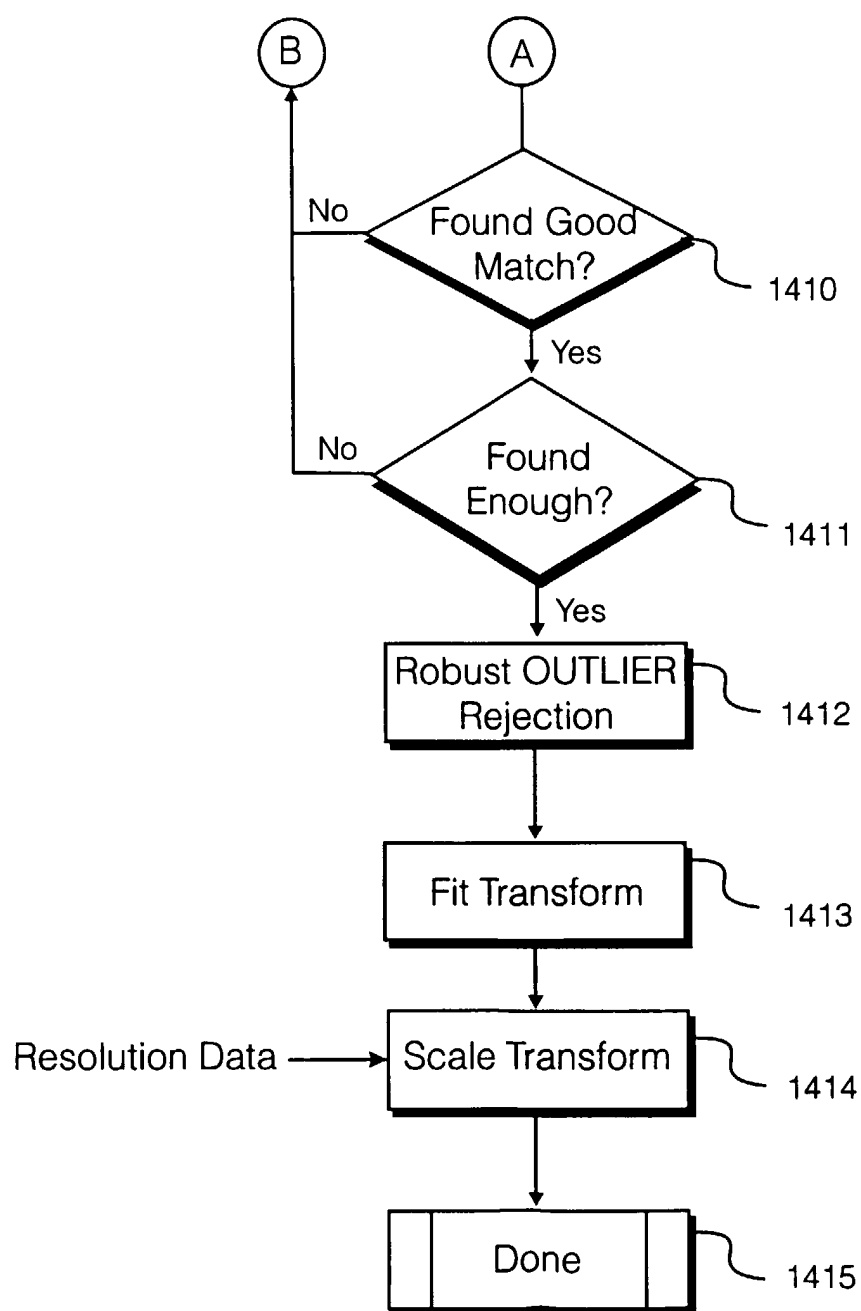 B
A
No
Found Good
Match?
1410
Yes
No
Found
Enough?
1411
Yes
Robust OUTLIER
Rejection
1412
Fit Transform
1413
Resolution Data
Scale Transform
1414
Done
1415